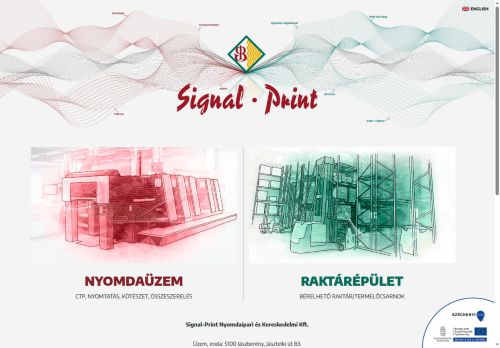 ENGLISH
Signal · Print
NYOMDAÜZEM
CTP, NYOMTATÁS, KÖTÉSZET, ÖSSZESZERELÉS
RAKTÁRÉPÜLET
BÉRELHETŐ RAKTÁR/TERMELŐCSARNOK
Signal-Print Nyomdaipari és Kereskedelmi Kft.
Üzem, iroda: 5100 Jászberény, Jásztelki út 83.
SZÉCHENYI